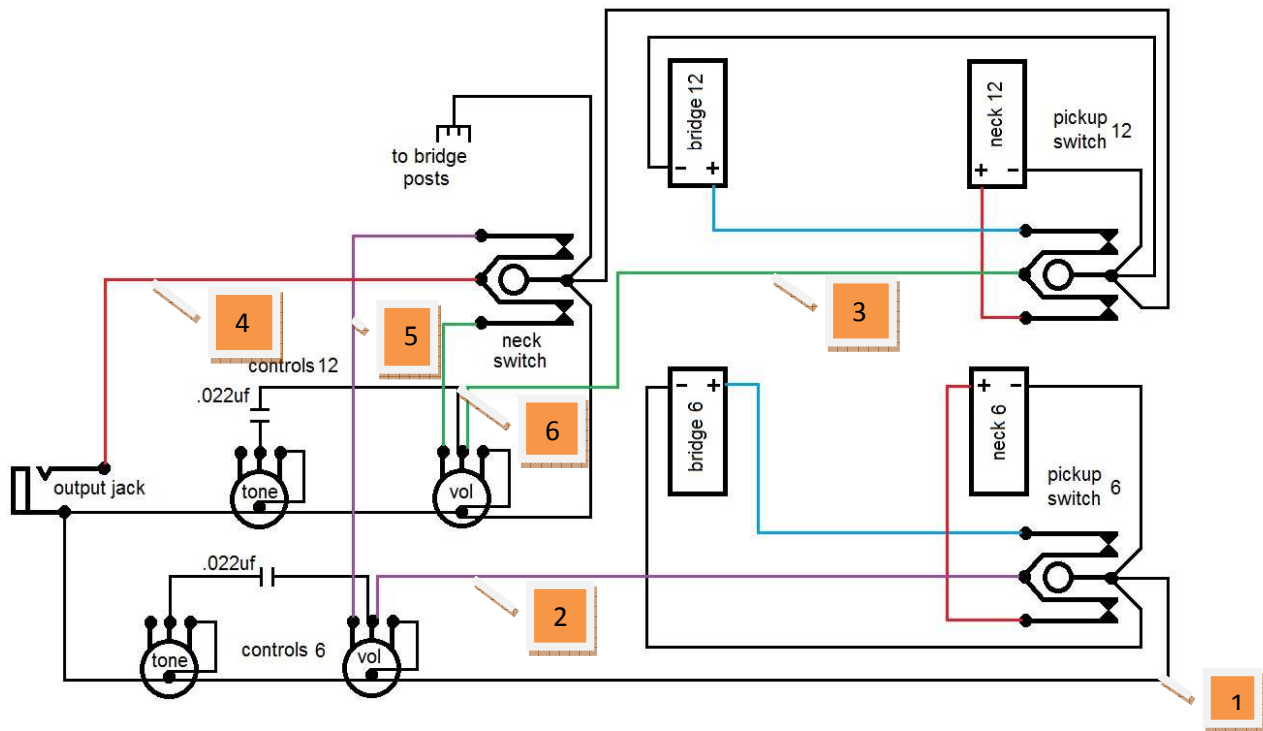 bridge 12
neck 12
pickup
switch 12
- +
+ -
to bridge
posts
3
4
5
neck
switch
controls 12
.022uf
6
- +
+ -
bridge 6
neck 6
pickup
switch 6
output jack
tone
vol
.022uf
2
controls 6
tone
vol
1